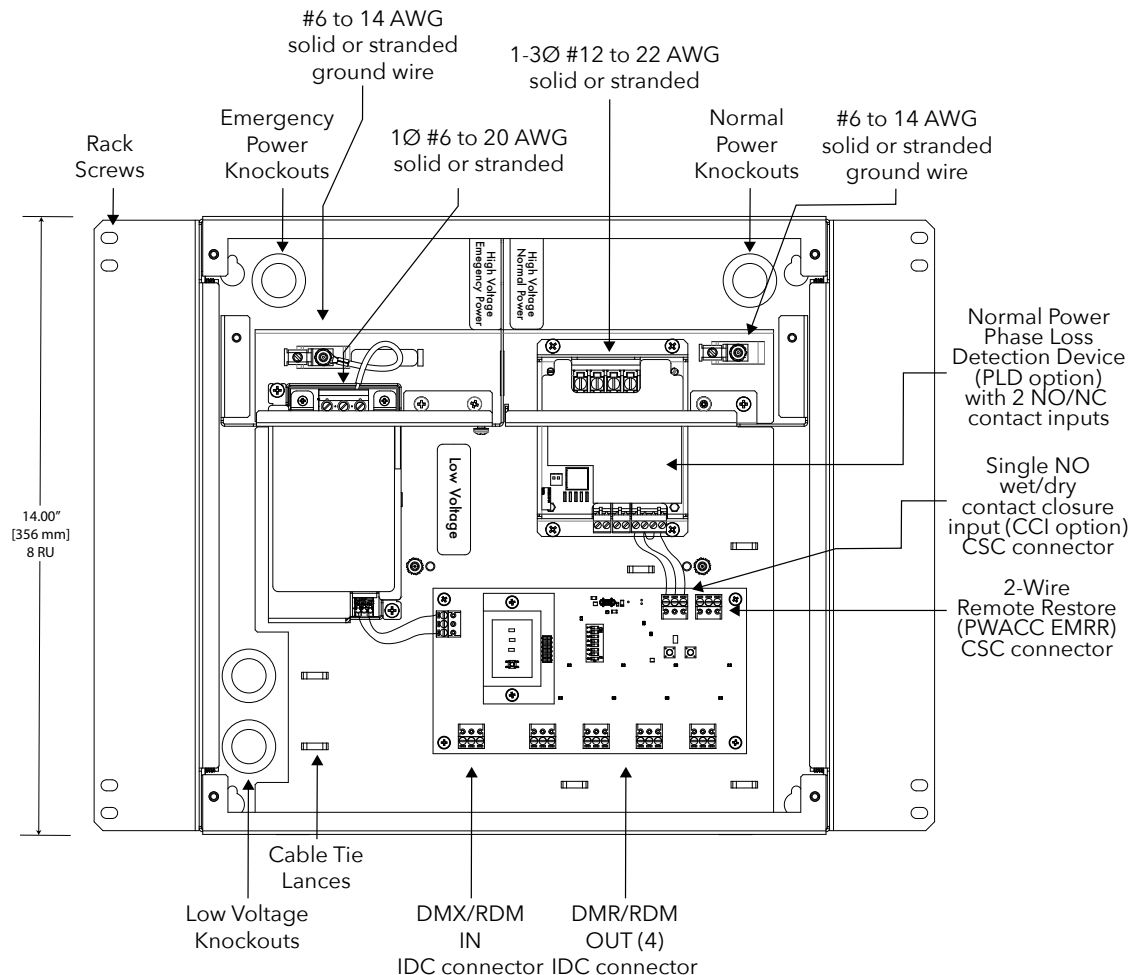 #6 to 14 AWG
solid or stranded
ground wire
1-3Ø #12 to 22 AWG
solid or stranded
Emergency
Power
Knockouts
1Ø #6 to 20 AWG
solid or stranded
Normal
Power
Knockouts
#6 to 14 AWG
solid or stranded
ground wire
Rack
Screws
High Voltage
Emegency Power
High Voltage
Normal Power
Normal Power
Phase Loss
Detection Device
(PLD option)
with 2 NO/NC
contact inputs
Low Voltage
Single NO
wet/dry
contact closure
input (CCI option)
CSC connector
14.00"
[356 mm]
8 RU
2-Wire
Remote Restore
(PWACC EMRR)
CSC connector
Cable Tie
Lances
Low Voltage
Knockouts
DMX/RDM
IN
IDC connector
DMR/RDM
OUT (4)
IDC connector